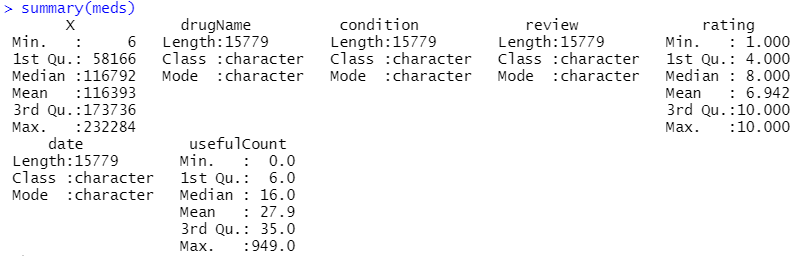 > summary(meds)
       X            drugName          condition            review              rating
 Min.   :     6   Length:15779       Length:15779       Length:15779       Min.   : 1.000
 1st Qu.: 58166   Class :character   Class :character   Class :character   1st Qu.: 4.000
 Median :116792   Mode  :character   Mode  :character   Mode  :character   Median : 8.000
 Mean   :116393                                                            Mean   : 6.942
 3rd Qu.:173736                                                            3rd Qu.:10.000
 Max.   :232284                                                            Max.   :10.000
     date            usefulCount
 Length:15779       Min.   :  0.0
 Class :character   1st Qu.:  6.0
 Mode  :character   Median : 16.0
                    Mean   : 27.9
                    3rd Qu.: 35.0
                    Max.   :949.0